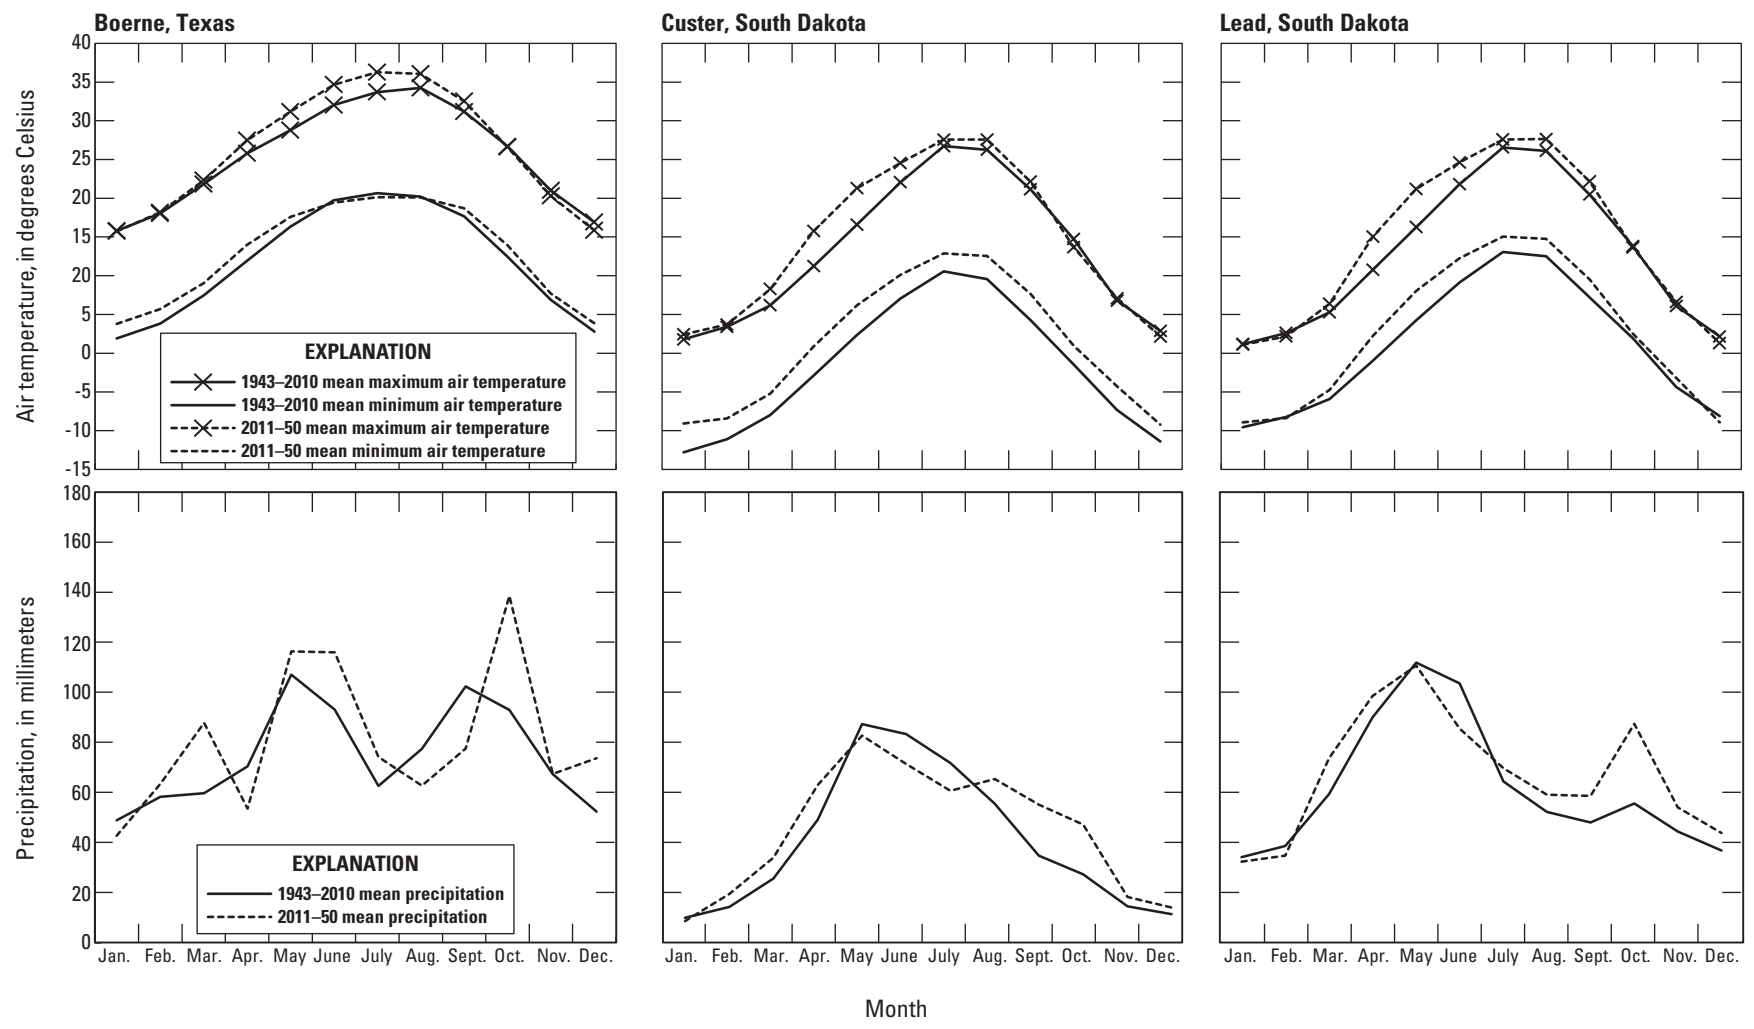 Boerne, Texas
Custer, South Dakota
Lead, South Dakota
Air temperature, in degrees Celsius
40
35
30
25
20
15
20
5
0
-5
-10
-15
EXPLANATION
1943–2010 mean maximum air temperature
1943–2010 mean minimum air temperature
2011–50 mean maximum air temperature
2011–50 mean minimum air temperature
Precipitation, in millimeters
180
160
140
120
100
80
60
40
20
0
EXPLANATION
1943–2010 mean precipitation
2011–50 mean precipitation
Jan. Feb. Mar. Apr. May June July Aug. Sept. Oct. Nov. Dec.
Jan. Feb. Mar. Apr. May June July Aug. Sept. Oct. Nov. Dec.
Jan. Feb. Mar. Apr. May June July Aug. Sept. Oct. Nov. Dec.
Month